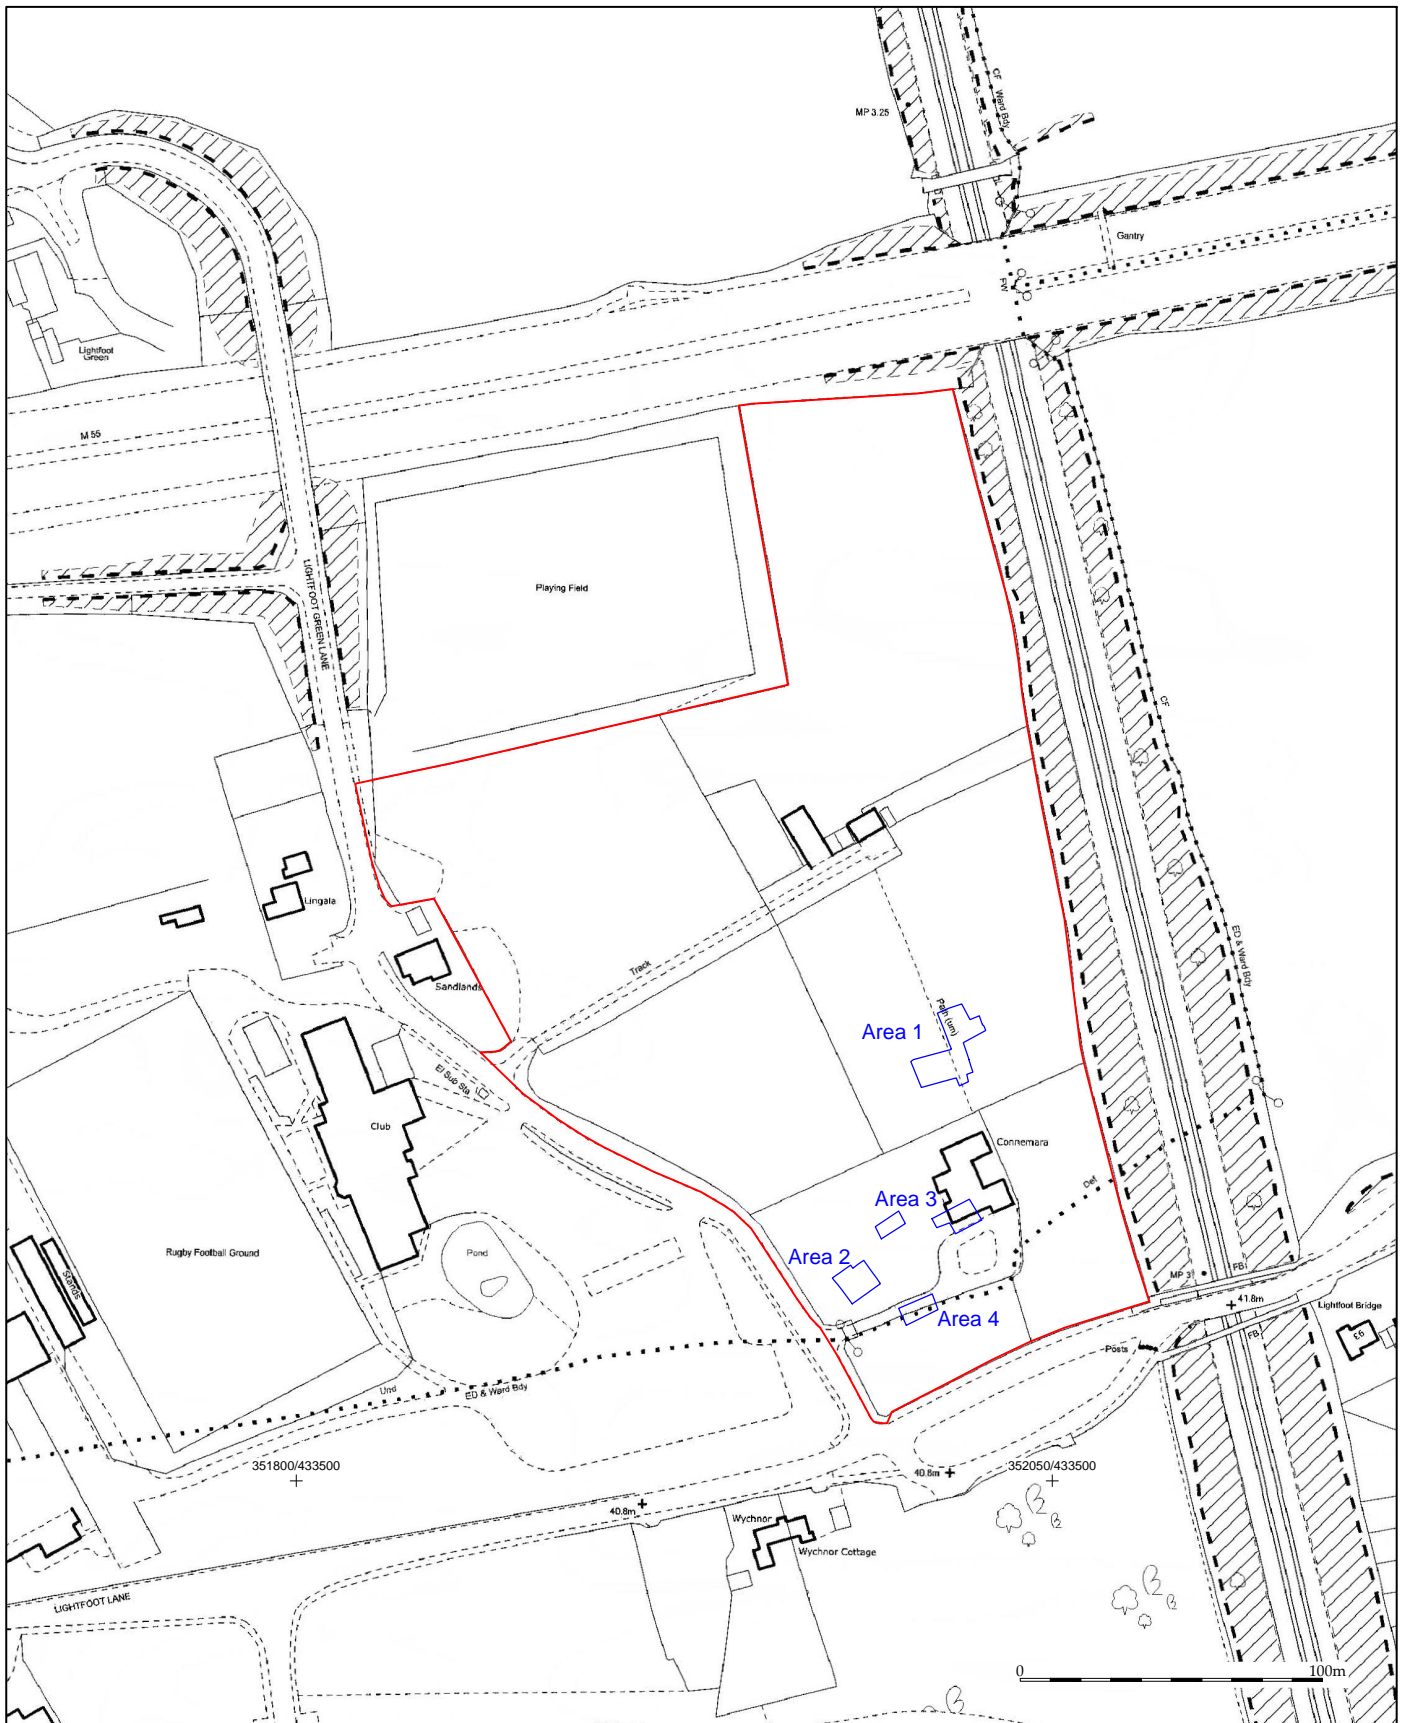 CF
Ward Bdy
MP 3.25
Gantry
FW
Lightfoot
Green
M 55
LIGHTFOOT GREEN LANE
Playing Field
CF
Lingala
Track
Sandlands
ED & Ward Bdy
Path (um)
Area 1
El Sub Sta
Club
Connemara
Def
Area 3
Rugby Football Ground
Pond
Area 2
Stands
MP 3
FB
41.8m
Lightfoot Bridge
Area 4
FB
93
Posts
Und
ED & Ward Bdy
351800/433500
352050/433500
40.8m
40.8m
Wychnor
Wychnor Cottage
LIGHTFOOT LANE
0
100m